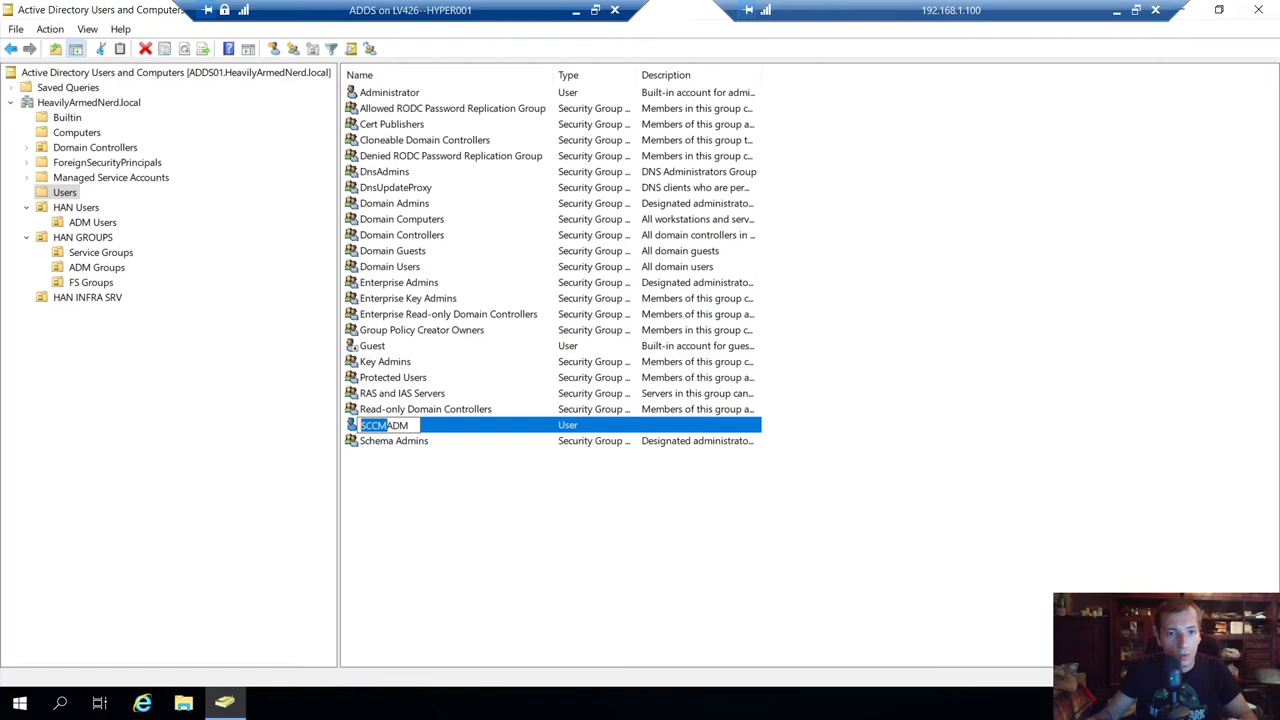 Active Directory Users and Computers
ADDS on LV426--HYPER001
192.168.1.100
File Action View Help
Active Directory Users and Computers [ADDS01.HeavilyArmedNerd.local]
Saved Queries
HeavilyArmedNerd.local
Builtin
Computers
Domain Controllers
ForeignSecurityPrincipals
Managed Service Accounts
Users
HAN Users
ADM Users
HAN GROUPS
Service Groups
ADM Groups
FS Groups
HAN INFRA SRV
Name Type Description
Administrator User Built-in account for admi...
Allowed RODC Password Replication Group Security Group ... Members in this group c...
Cert Publishers Security Group ... Members of this group a...
Cloneable Domain Controllers Security Group ... Members of this group t...
Denied RODC Password Replication Group Security Group ... Members in this group c...
DnsAdmins Security Group ... DNS Administrators Group
DnsUpdateProxy Security Group ... DNS clients who are per...
Domain Admins Security Group ... Designated administrato...
Domain Computers Security Group ... All workstations and serv...
Domain Controllers Security Group ... All domain controllers in ...
Domain Guests Security Group ... All domain guests
Domain Users Security Group ... All domain users
Enterprise Admins Security Group ... Designated administrato...
Enterprise Key Admins Security Group ... Members of this group c...
Enterprise Read-only Domain Controllers Security Group ... Members of this group a...
Group Policy Creator Owners Security Group ... Members in this group c...
Guest User Built-in account for gues...
Key Admins Security Group ... Members of this group c...
Protected Users Security Group ... Members of this group a...
RAS and IAS Servers Security Group ... Servers in this group can...
Read-only Domain Controllers Security Group ... Members of this group a...
SCCMADM User
Schema Admins Security Group ... Designated administrato...